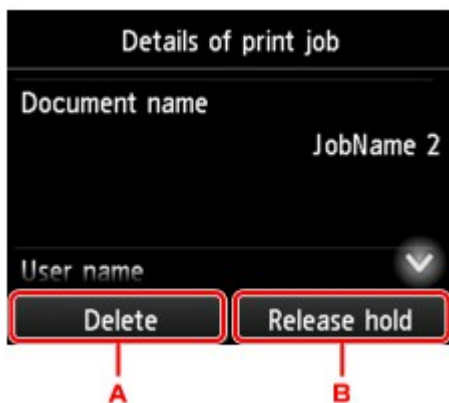 Details of print job
Document name
JobName 2
User name
Delete
Release hold
A
B